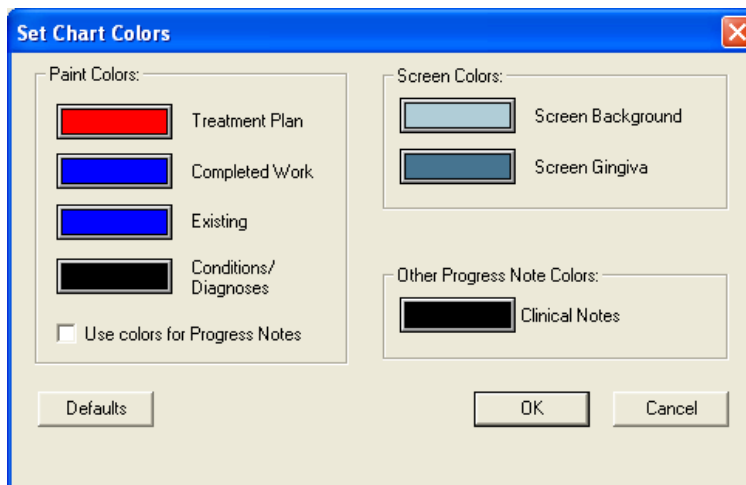 Set Chart Colors
Paint Colors:
Treatment Plan
Completed Work
Existing
Conditions/
Diagnoses
Use colors for Progress Notes
Screen Colors:
Screen Background
Screen Gingiva
Other Progress Note Colors:
Clinical Notes
Defaults
OK
Cancel